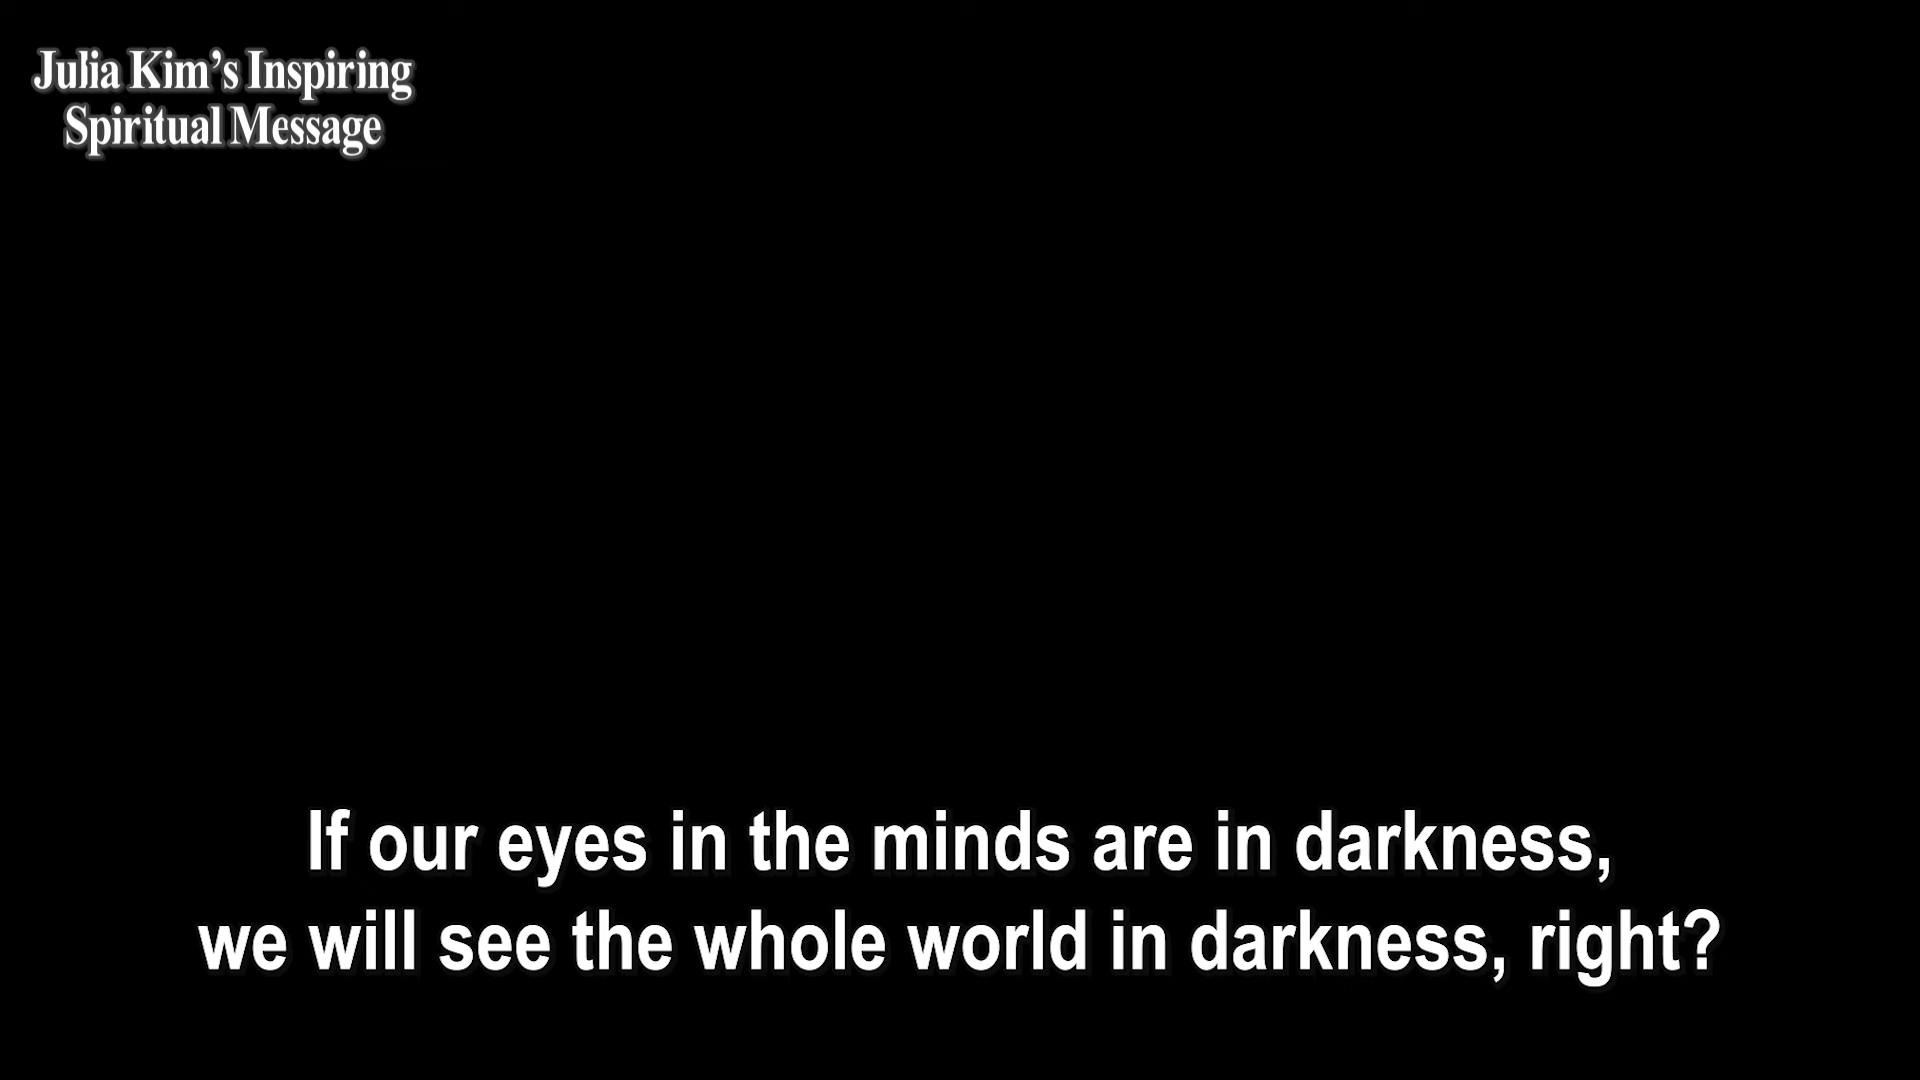 Julia Kim’s Inspiring
Spiritual Message
If our eyes in the minds are in darkness,
we will see the whole world in darkness, right?